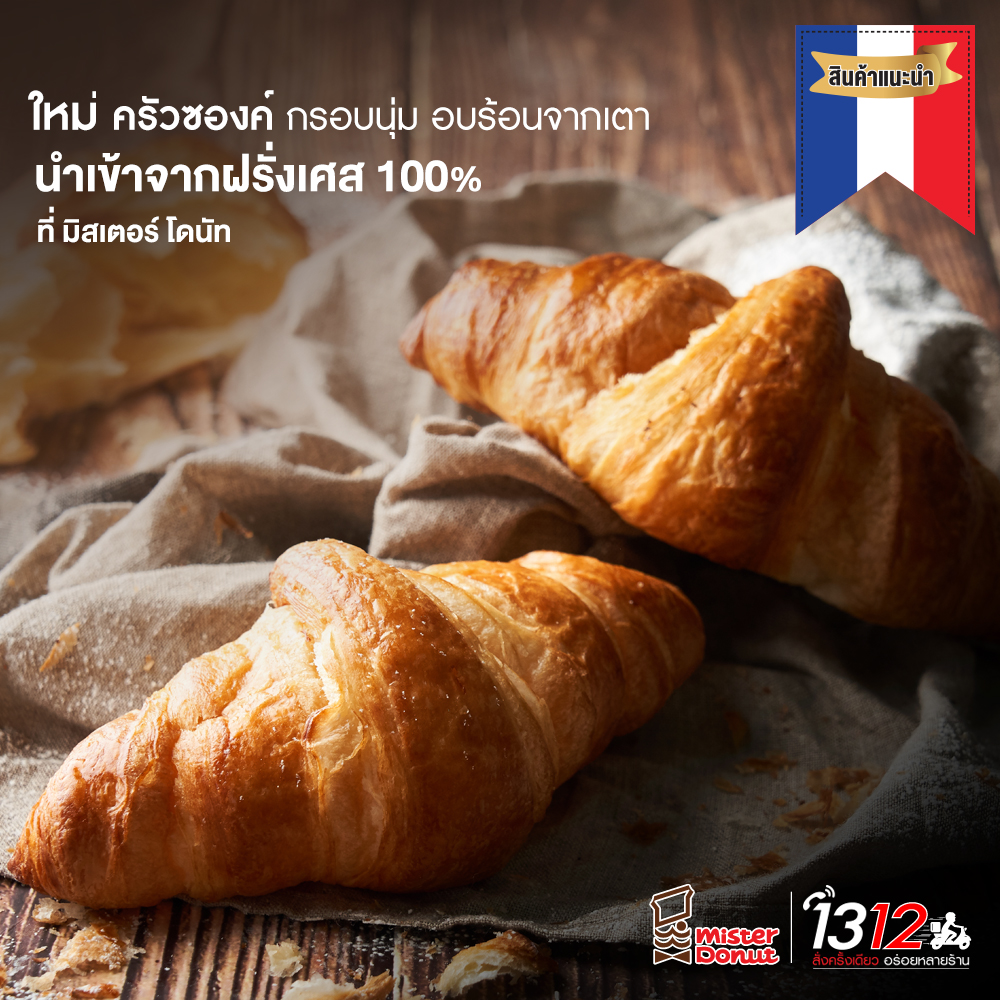 สินค้าแนะนำ
ใหม่ ครัวซองค์ กรอบนุ่ม อบร้อนจากเตา
นำเข้าจากฝรั่งเศส 100%
ที่ มิสเตอร์ โดนัท
mister Donut
1312
สั่งครั้งเดียว อร่อยหลายร้าน